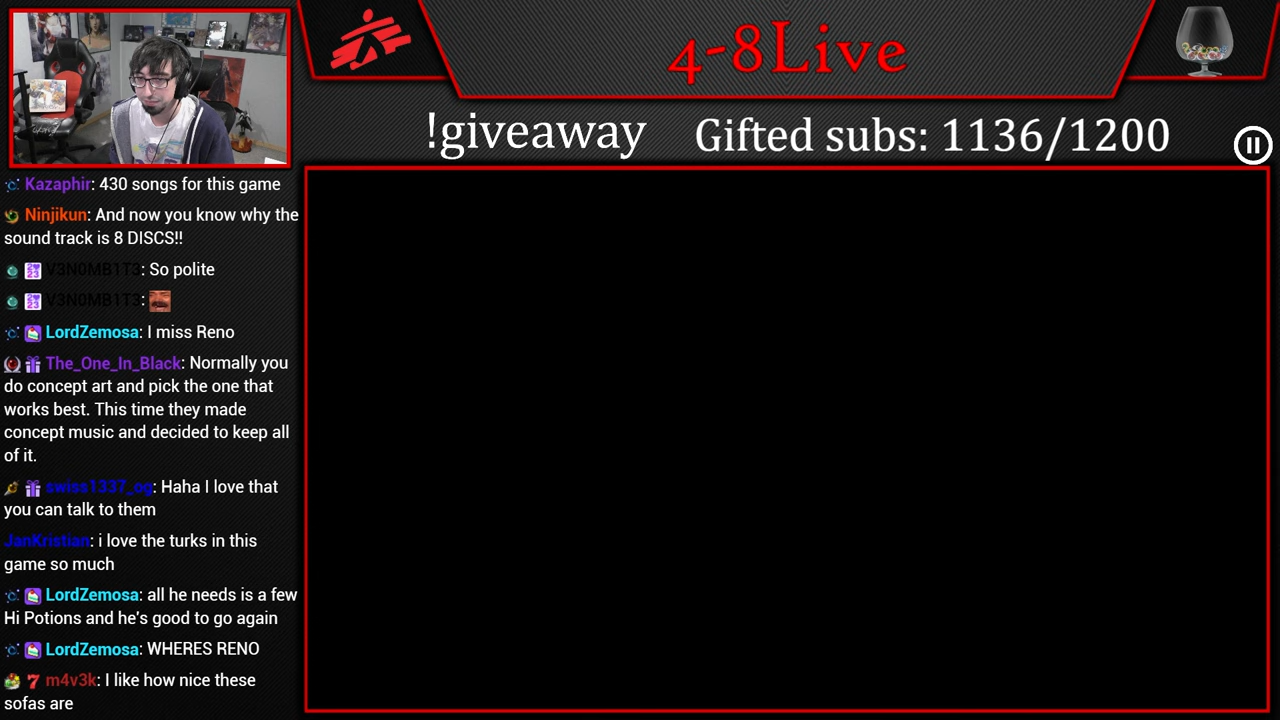 4-8Live
!giveaway Gifted subs: 1136/1200
Kazaphir: 430 songs for this game
Ninjikun: And now you know why the
sound track is 8 DISCS!!
V3N0MB1T3: So polite
V3N0MB1T3:
LordZemosa: I miss Reno
The_One_In_Black: Normally you
do concept art and pick the one that
works best. This time they made
concept music and decided to keep all
of it.
swiss1337_og: Haha I love that
you can talk to them
JanKristian: i love the turks in this
game so much
LordZemosa: all he needs is a few
Hi Potions and he's good to go again
LordZemosa: WHERES RENO
m4v3k: I like how nice these
sofas are